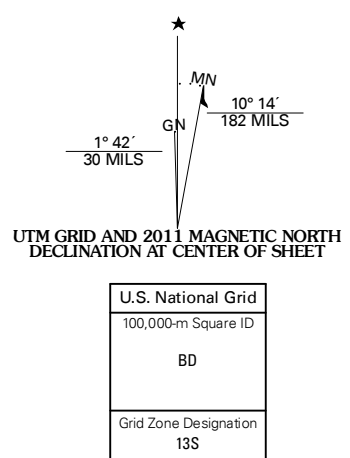 ★
MN
GN
10° 14´
182 MILS
1° 42´
30 MILS
UTM GRID AND 2011 MAGNETIC NORTH
DECLINATION AT CENTER OF SHEET
U.S. National Grid
100,000-m Square ID
BD
Grid Zone Designation
13S